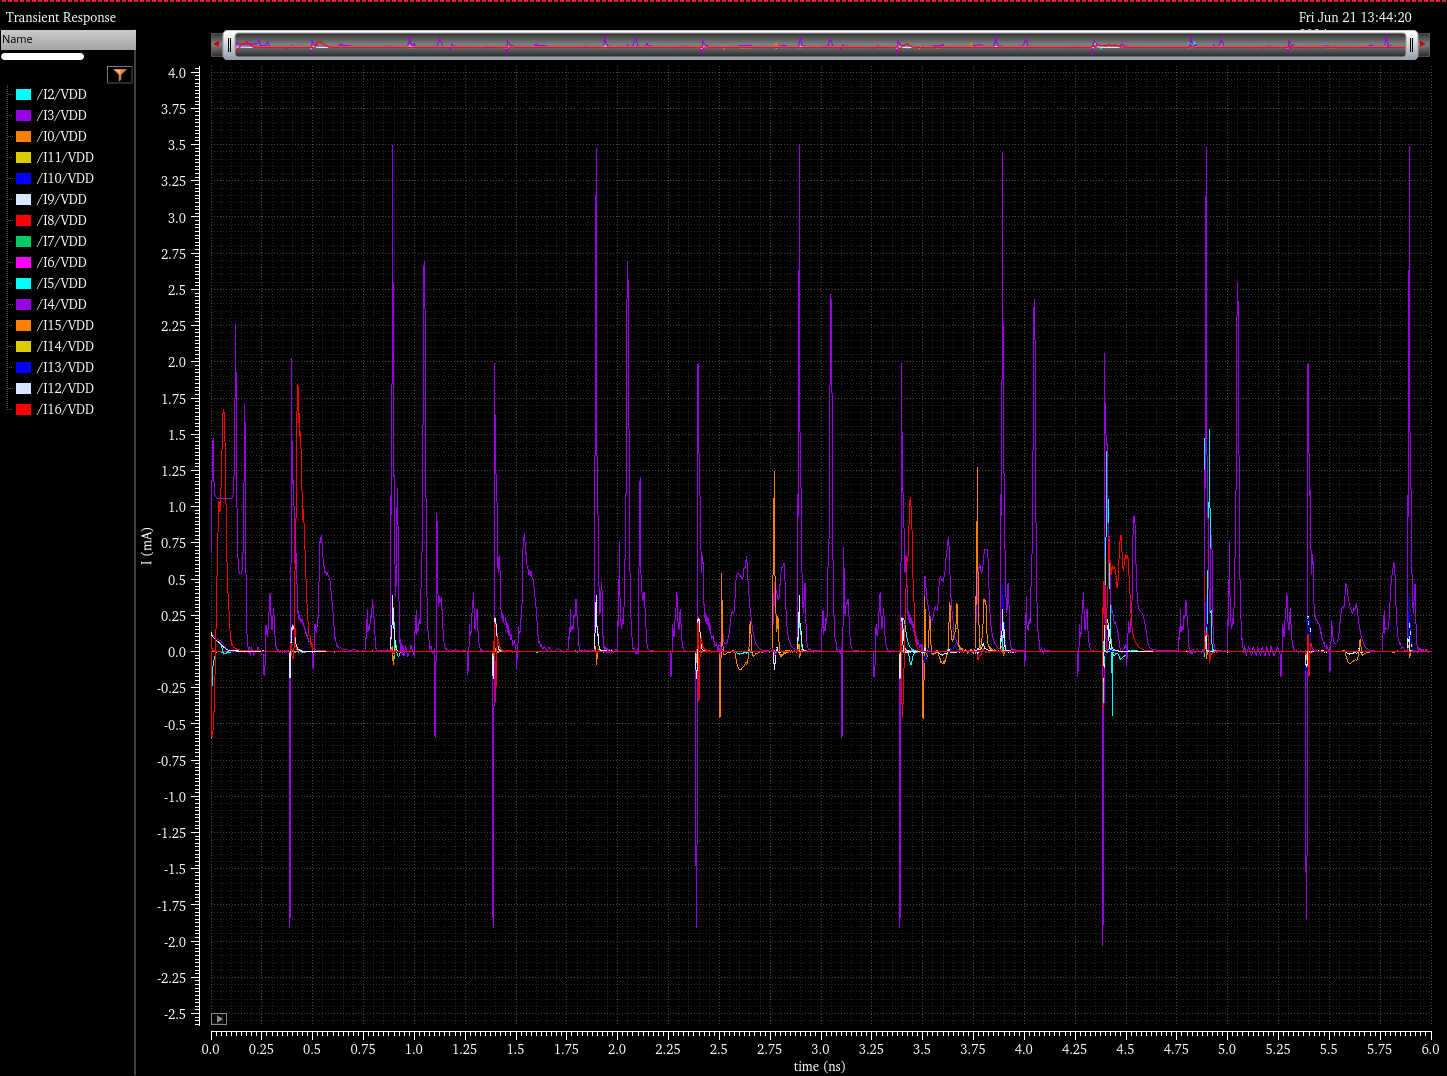 Transient Response
Fri Jun 21 13:44:20
Name
/I2/VDD
/I3/VDD
/I0/VDD
/I11/VDD
/I10/VDD
/I9/VDD
/I8/VDD
/I7/VDD
/I6/VDD
/I5/VDD
/I4/VDD
/I15/VDD
/I14/VDD
/I13/VDD
/I12/VDD
/I16/VDD
4.0
3.75
3.5
3.25
3.0
2.75
2.5
2.25
2.0
1.75
1.5
1.25
1.0
0.75
0.5
0.25
0.0
-0.25
-0.5
-0.75
-1.0
-1.25
-1.5
-1.75
-2.0
-2.25
-2.5
I (mA)
0.0 0.25 0.5 0.75 1.0 1.25 1.5 1.75 2.0 2.25 2.5 2.75 3.0 3.25 3.5 3.75 4.0 4.25 4.5 4.75 5.0 5.25 5.5 5.75 6.0
time (ns)